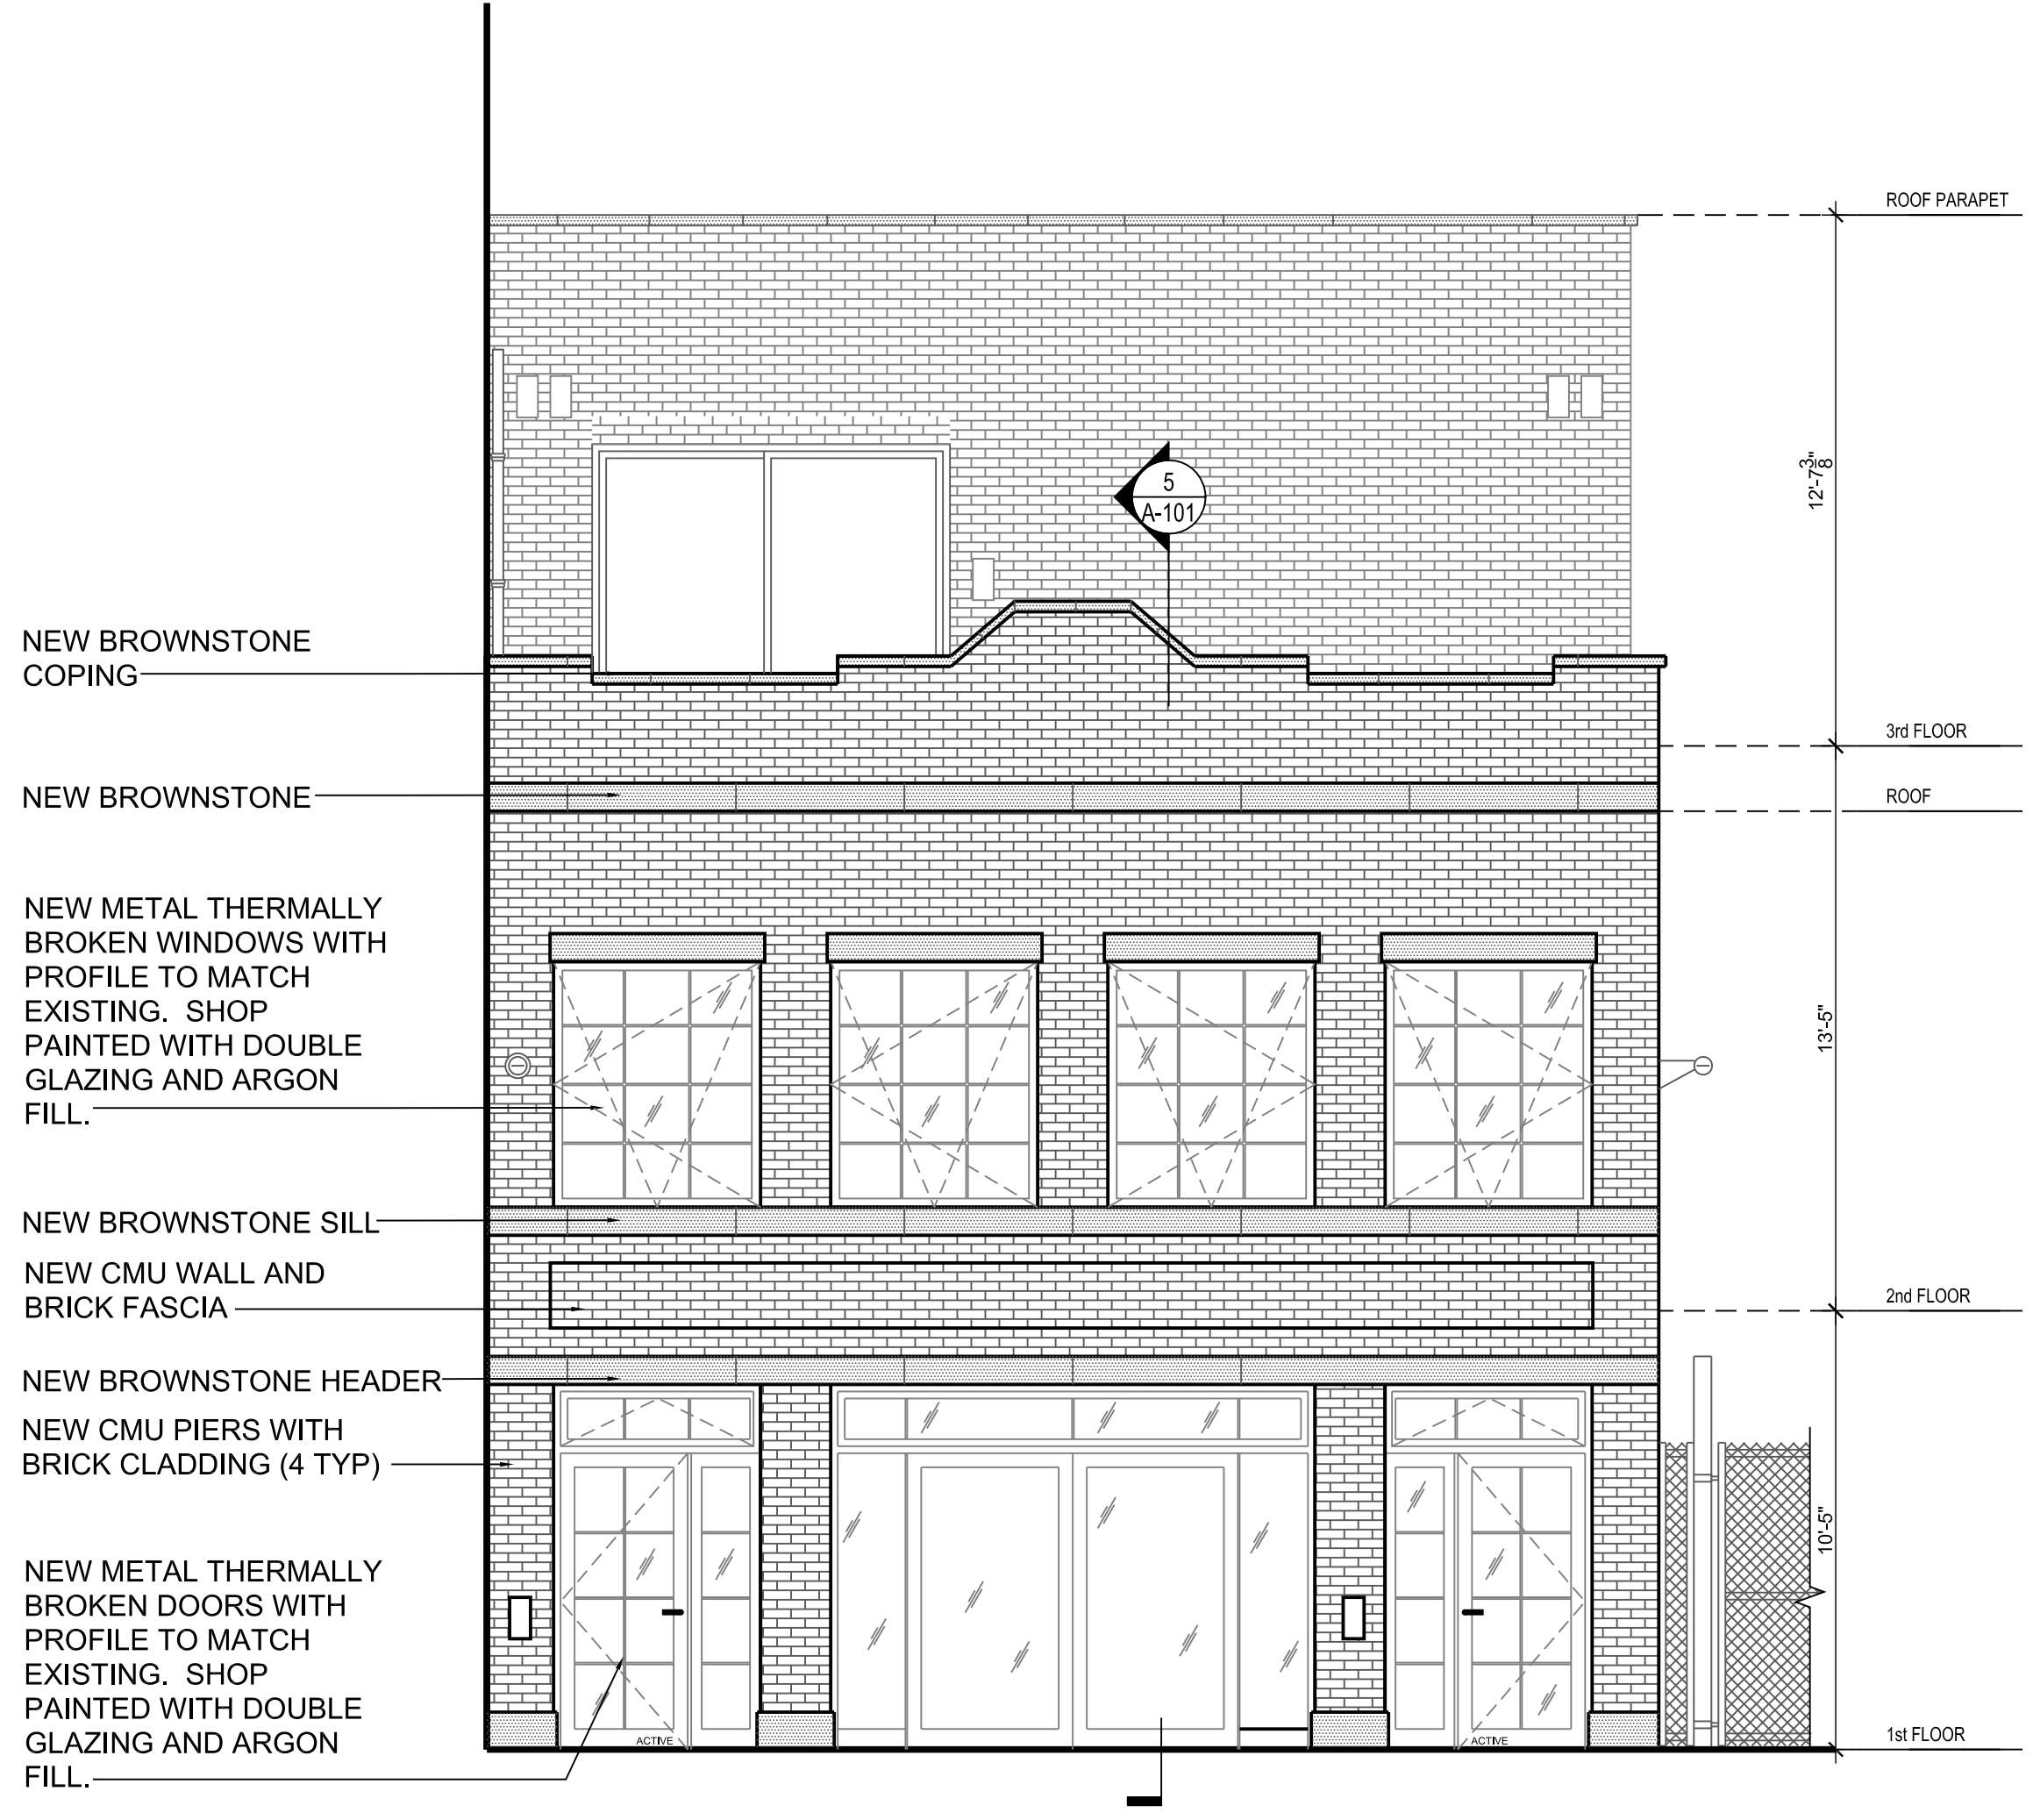 ROOF PARAPET
12'-7 3/8"
5
A-101
NEW BROWNSTONE
COPING
3rd FLOOR
NEW BROWNSTONE
ROOF
NEW METAL THERMALLY
BROKEN WINDOWS WITH
PROFILE TO MATCH
EXISTING. SHOP
PAINTED WITH DOUBLE
GLAZING AND ARGON
FILL.
13'-5"
NEW BROWNSTONE SILL
NEW CMU WALL AND
BRICK FASCIA
2nd FLOOR
NEW BROWNSTONE HEADER
NEW CMU PIERS WITH
BRICK CLADDING (4 TYP)
10'-5"
NEW METAL THERMALLY
BROKEN DOORS WITH
PROFILE TO MATCH
EXISTING. SHOP
PAINTED WITH DOUBLE
GLAZING AND ARGON
FILL.
ACTIVE
ACTIVE
1st FLOOR